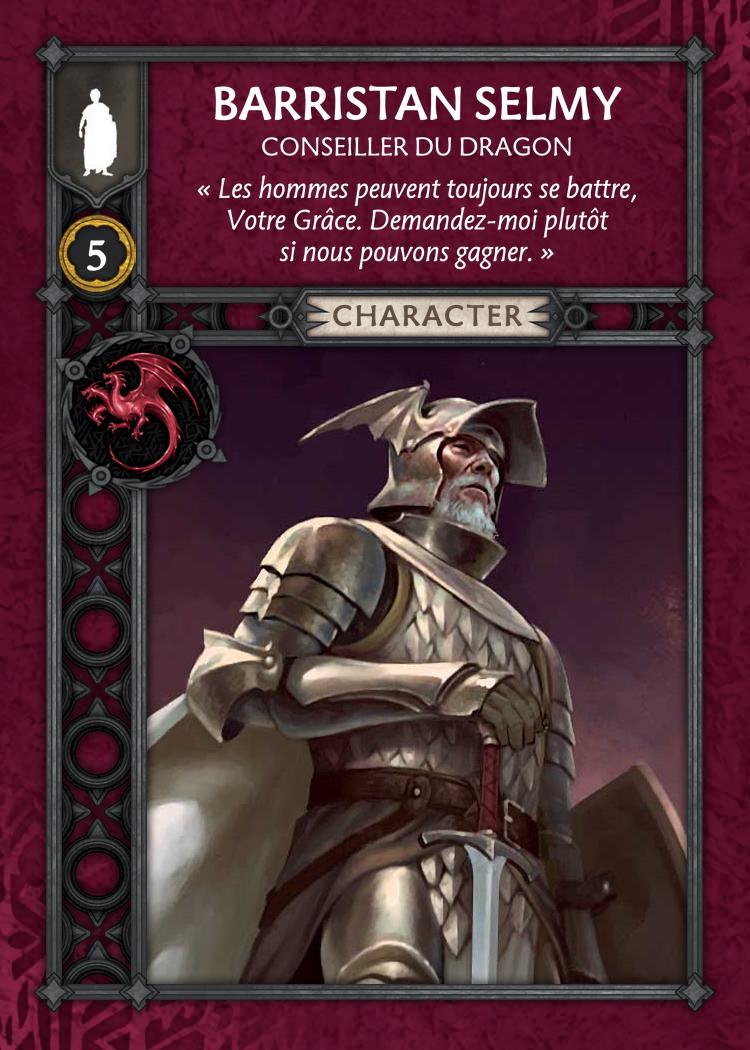 BARRISTAN SELMY
CONSEILLER DU DRAGON
« Les hommes peuvent toujours se battre,
Votre Grâce. Demandez-moi plutôt
si nous pouvons gagner. »
5
CHARACTER